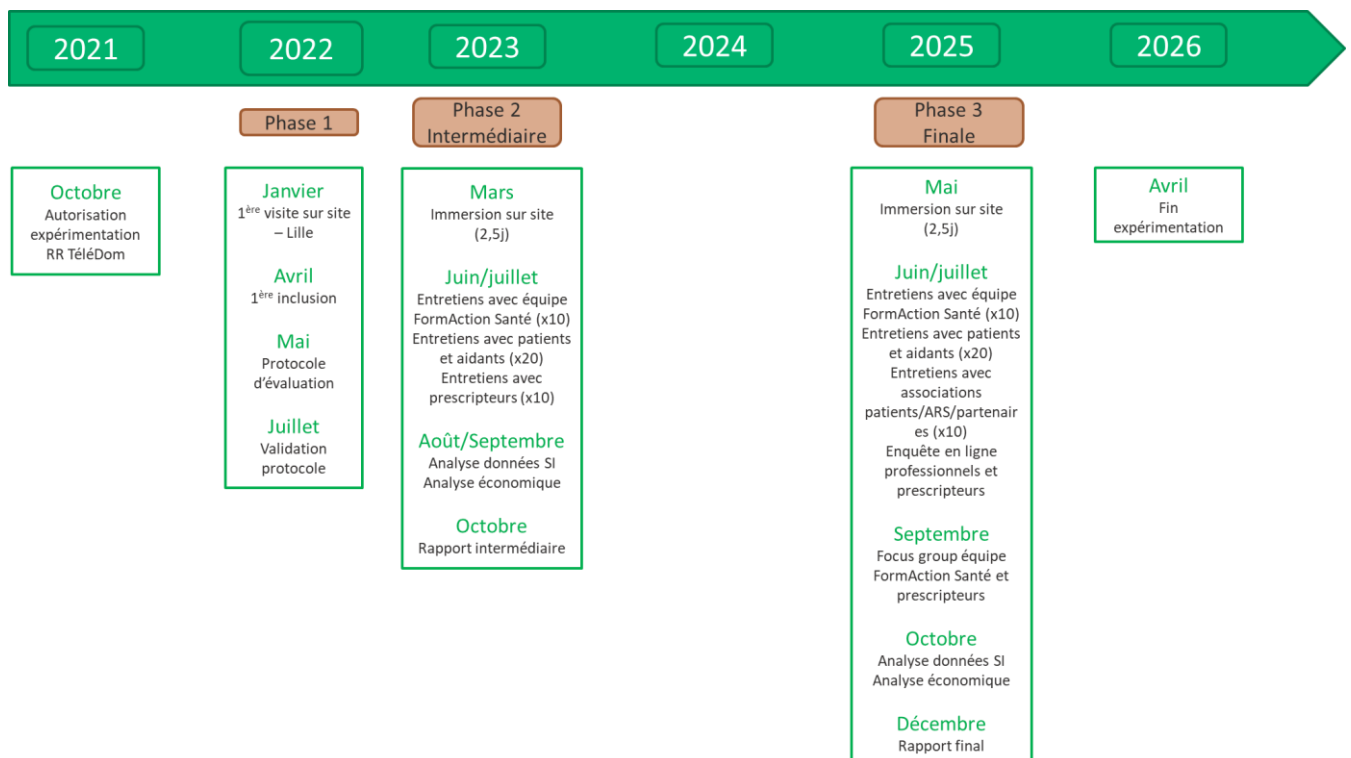 2021
2022
2023
2024
2025
2026
Phase 1
Phase 2
Intermédiaire
Phase 3
Finale
Octobre
Autorisation
expérimentation
RR TéléDom
Janvier
1ère visite sur site
– Lille
Avril
1ère inclusion
Mai
Protocole
d'évaluation
Juillet
Validation
protocole
Mars
Immersion sur site
(2,5j)
Juin/juillet
Entretiens avec équipe
FormAction Santé (x10)
Entretiens avec patients
et aidants (x20)
Entretiens avec
prescripteurs (x10)
Août/Septembre
Analyse données SI
Analyse économique
Octobre
Rapport intermédiaire
Mai
Immersion sur site
(2,5j)
Juin/juillet
Entretiens avec équipe
FormAction Santé (x10)
Entretiens avec patients
et aidants (x20)
Entretiens avec
associations
patients/ARS/partenair
es (x10)
Enquête en ligne
professionnels et
prescripteurs
Septembre
Focus group équipe
FormAction Santé et
prescripteurs
Octobre
Analyse données SI
Analyse économique
Décembre
Rapport final
Avril
Fin
expérimentation